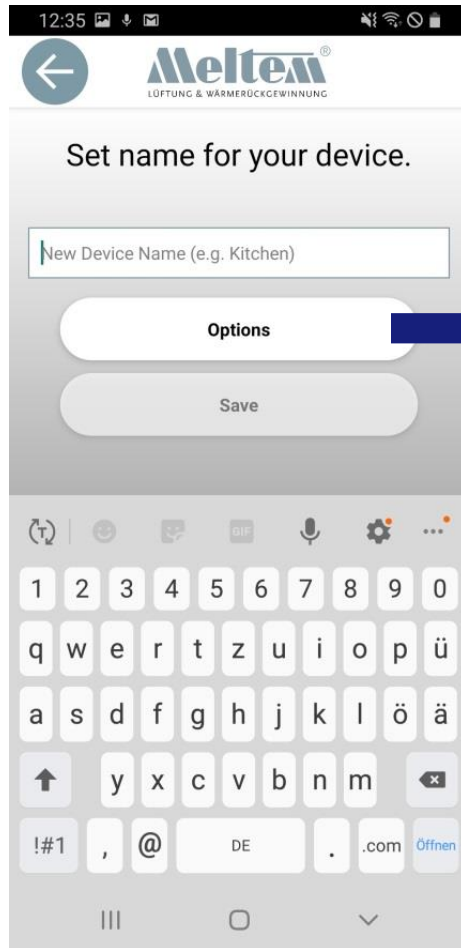 12:35
Meltem®
LÜFTUNG & WÄRMERÜCKGEWINNUNG
Set name for your device.
New Device Name (e.g. Kitchen)
Options
Save
T GIF
1 2 3 4 5 6 7 8 9 0
q w e r t z u i o p ü
a s d f g h j k l ö ä
y x c v b n m
!#1 , @ DE . .com Öffnen